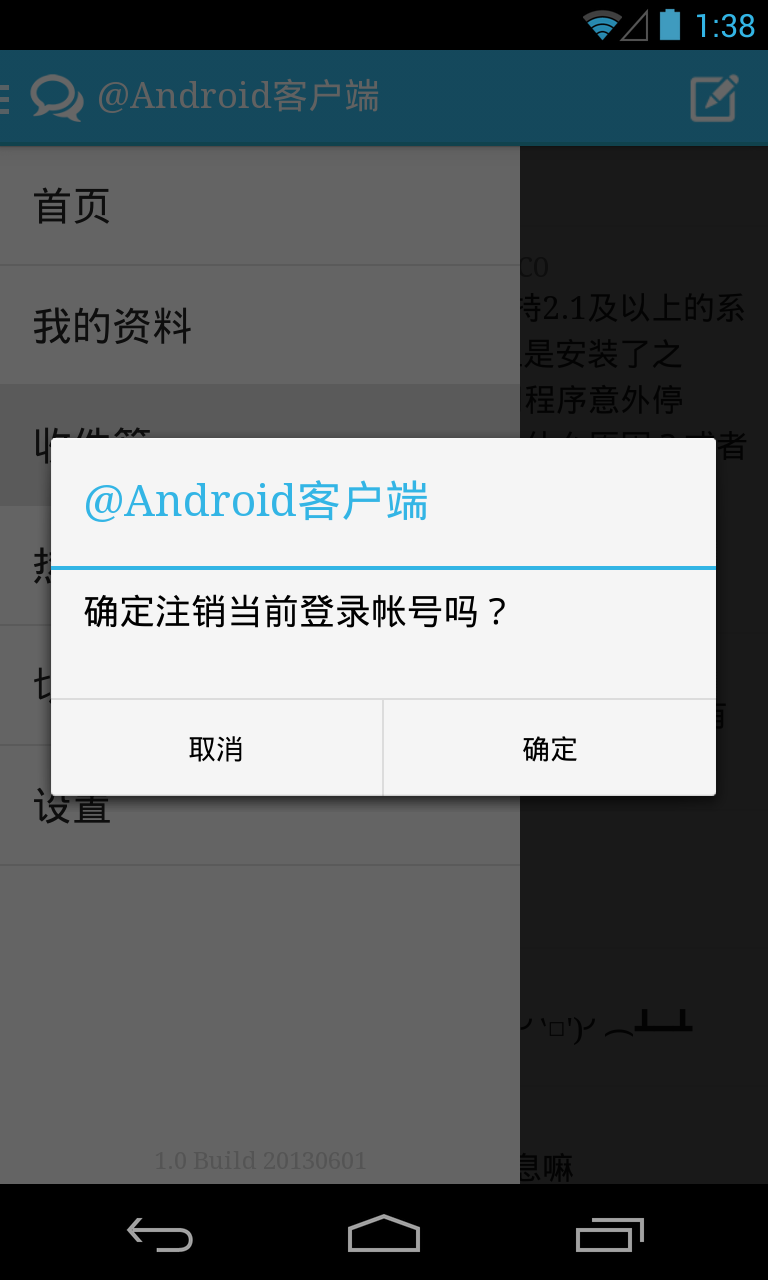 1:38
@Android客户端
首页
我的资料
收件箱
CO
持2.1及以上的系
是安装了之
程序意外停
@Android客户端
确定注销当前登录帐号吗？
取消
确定
设置
1.0 Build 20130601
息嘛